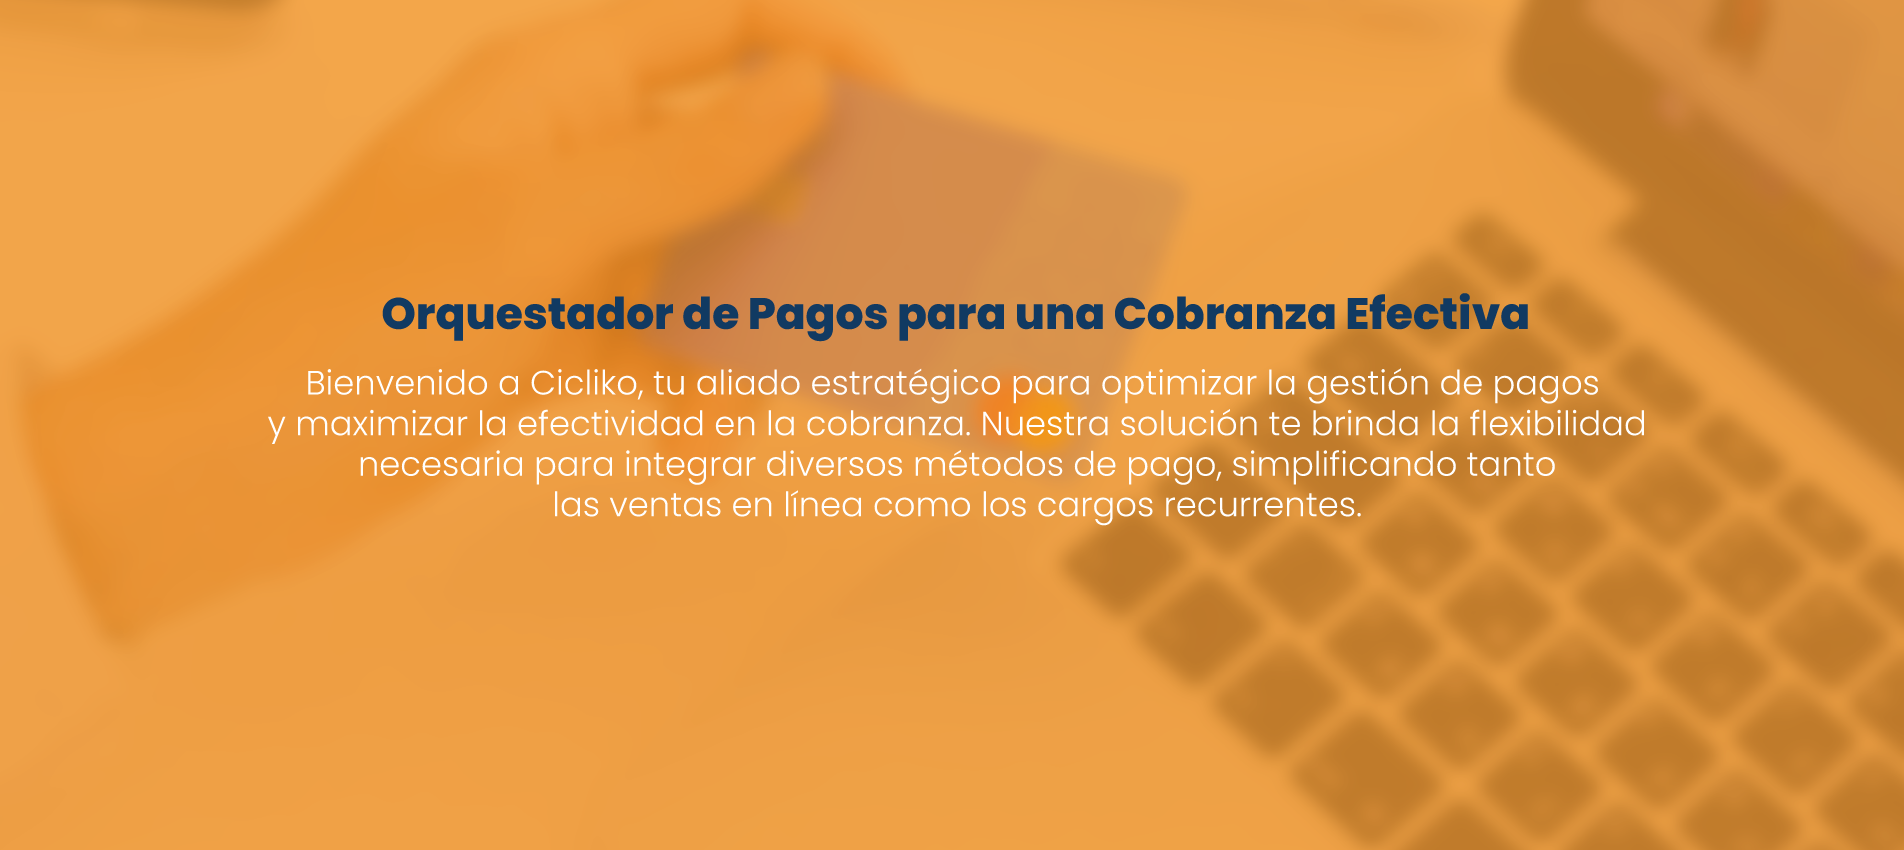 Orquestador de Pagos para una Cobranza Efectiva
Bienvenido a Cicliko, tu aliado estratégico para optimizar la gestión de pagos
y maximizar la efectividad en la cobranza. Nuestra solución te brinda la flexibilidad
necesaria para integrar diversos métodos de pago, simplificando tanto
las ventas en línea como los cargos recurrentes.